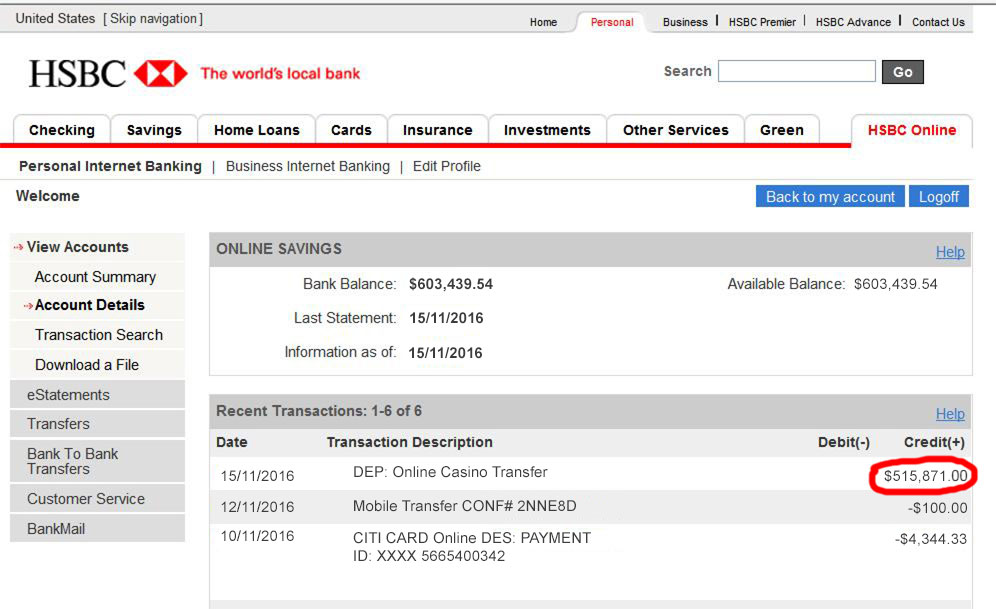 United States [ Skip navigation ]
Home Personal Business | HSBC Premier | HSBC Advance | Contact Us
HSBC The world's local bank
Search Go
Checking Savings Home Loans Cards Insurance Investments Other Services Green HSBC Online
Personal Internet Banking | Business Internet Banking | Edit Profile
Welcome
Back to my account Logoff
View Accounts
Account Summary
Account Details
Transaction Search
Download a File
eStatements
Transfers
Bank To Bank
Transfers
Customer Service
BankMail
ONLINE SAVINGS Help
Bank Balance: $603,439.54 Available Balance: $603,439.54
Last Statement: 15/11/2016
Information as of: 15/11/2016
Recent Transactions: 1-6 of 6 Help
Date Transaction Description Debit(-) Credit(+)
15/11/2016 DEP: Online Casino Transfer $515,871.00
12/11/2016 Mobile Transfer CONF# 2NNE8D -$100.00
10/11/2016 CITI CARD Online DES: PAYMENT -$4,344.33
ID: XXXX 5665400342